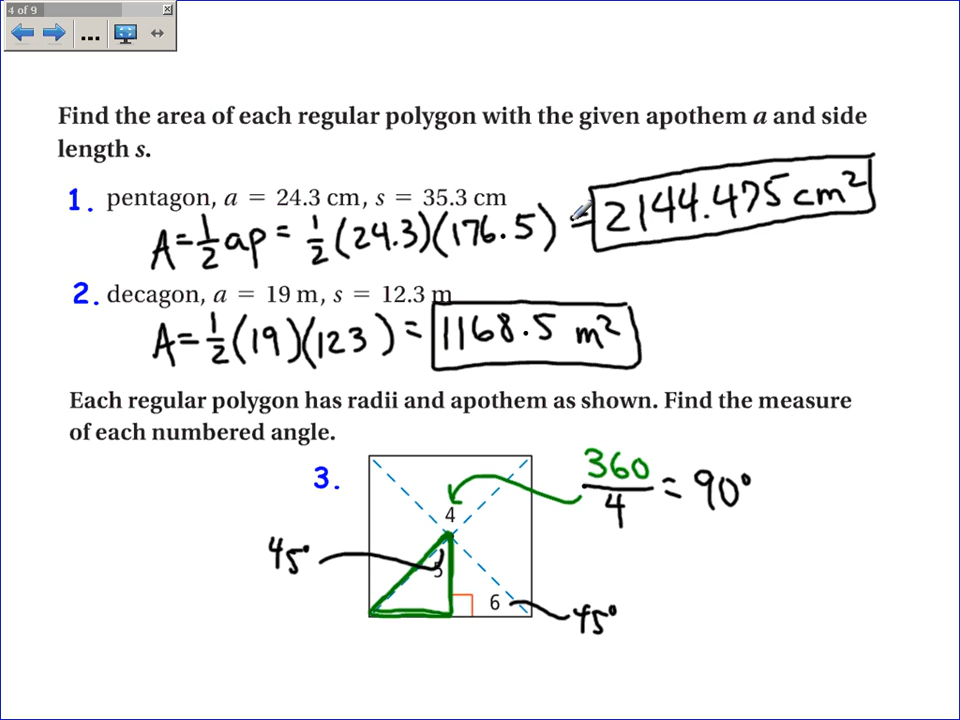 4 of 9
...
Find the area of each regular polygon with the given apothem a and side
length s.
1. pentagon, a = 24.3 cm, s = 35.3 cm
A = 1/2 ap = 1/2 (24.3)(176.5) = 2144.475 cm²
2. decagon, a = 19 m, s = 12.3 m
A = 1/2 (19)(123) = 1168.5 m²
Each regular polygon has radii and apothem as shown. Find the measure
of each numbered angle.
3.
360/4 = 90°
4
45°
5
6
45°